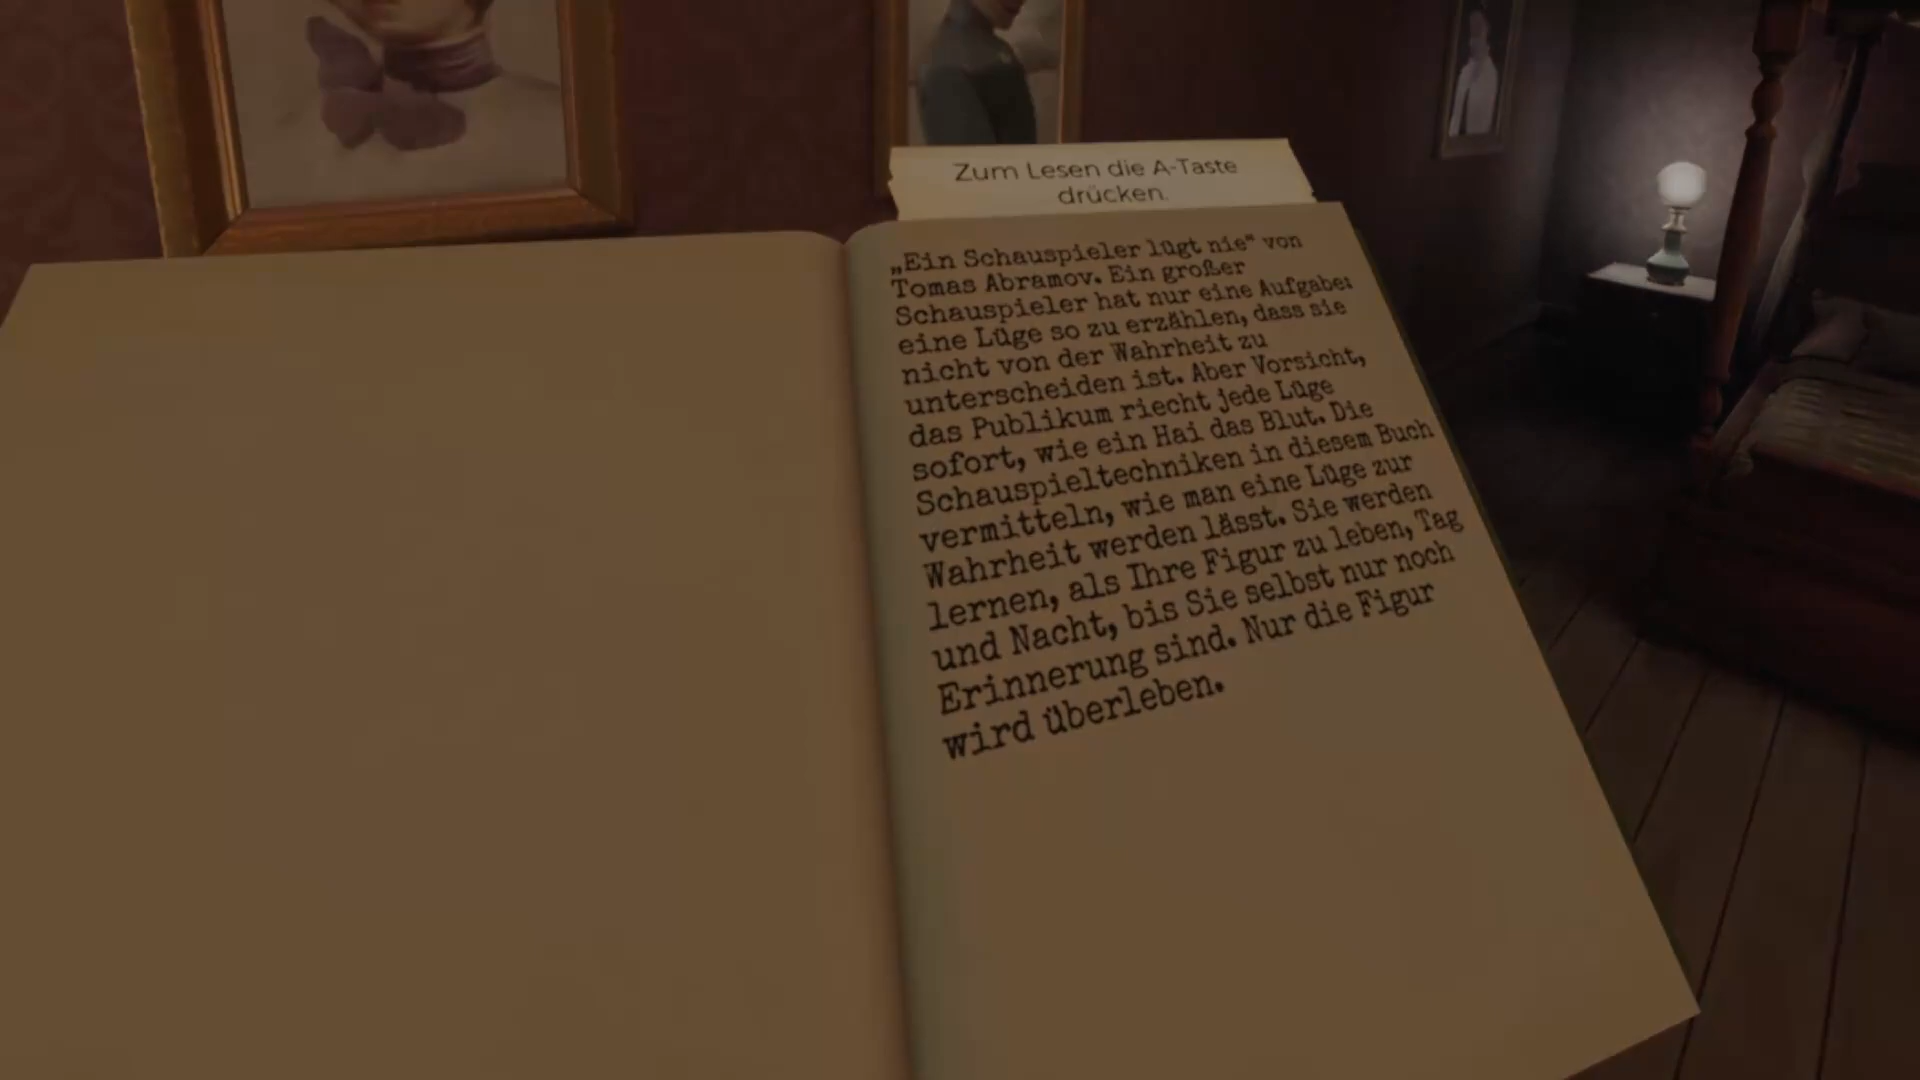 Zum Lesen die A-Taste
drücken.
„Ein Schauspieler lügt nie“ von
Tomas Abramov. Ein großer
Schauspieler hat nur eine Aufgabe:
eine Lüge so zu erzählen, dass sie
nicht von der Wahrheit zu
unterscheiden ist. Aber Vorsicht,
das Publikum riecht jede Lüge
sofort, wie ein Hai das Blut. Die
Schauspieltechniken in diesem Buch
vermitteln, wie man eine Lüge zur
Wahrheit werden lässt. Sie werden
lernen, als Ihre Figur zu leben, Tag
und Nacht, bis Sie selbst nur noch
Erinnerung sind. Nur die Figur
wird überleben.